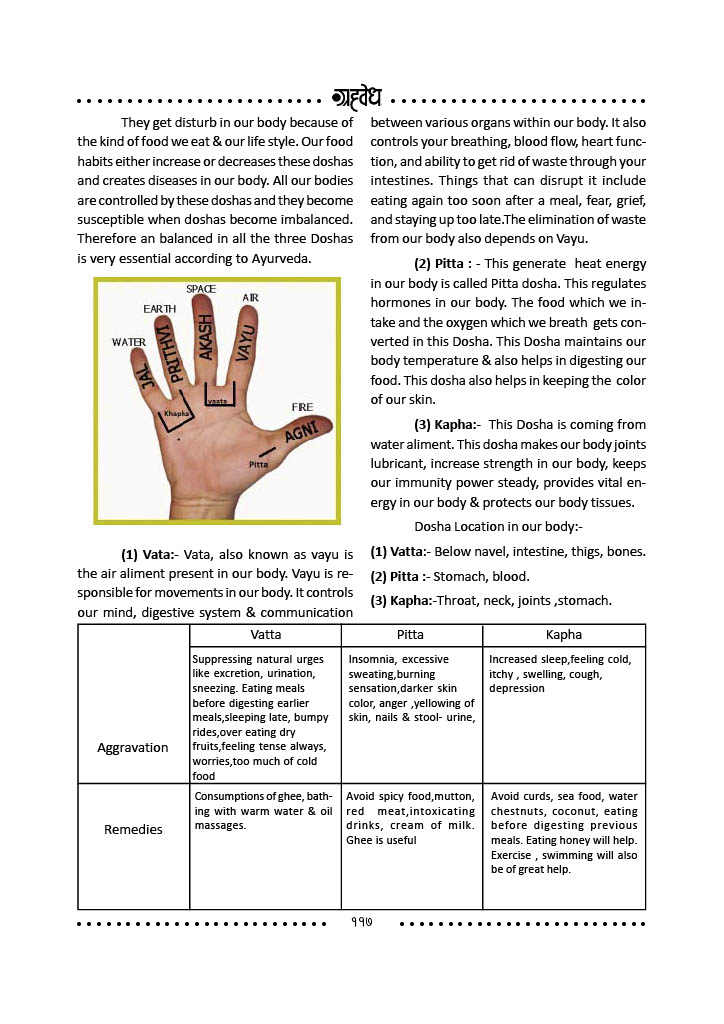 ग्रहवेध
They get disturb in our body because of
the kind of food we eat & our life style. Our food
habits either increase or decreases these doshas
and creates diseases in our body. All our bodies
are controlled by these doshas and they become
susceptible when doshas become imbalanced.
Therefore an balanced in all the three Doshas
is very essential according to Ayurveda.
SPACE
AIR
EARTH
WATER
FIRE
JAL
PRITHVI
AKASH
VAYU
AGNI
Khapha
vaata
Pitta
(1) Vata:- Vata, also known as vayu is
the air aliment present in our body. Vayu is re-
sponsible for movements in our body. It controls
our mind, digestive system & communication
between various organs within our body. It also
controls your breathing, blood flow, heart func-
tion, and ability to get rid of waste through your
intestines. Things that can disrupt it include
eating again too soon after a meal, fear, grief,
and staying up too late.The elimination of waste
from our body also depends on Vayu.
(2) Pitta : - This generate heat energy
in our body is called Pitta dosha. This regulates
hormones in our body. The food which we in-
take and the oxygen which we breath gets con-
verted in this Dosha. This Dosha maintains our
body temperature & also helps in digesting our
food. This dosha also helps in keeping the color
of our skin.
(3) Kapha:- This Dosha is coming from
water aliment. This dosha makes our body joints
lubricant, increase strength in our body, keeps
our immunity power steady, provides vital en-
ergy in our body & protects our body tissues.
Dosha Location in our body:-
(1) Vatta:- Below navel, intestine, thigs, bones.
(2) Pitta :- Stomach, blood.
(3) Kapha:-Throat, neck, joints ,stomach.
Vatta
Pitta
Kapha
Aggravation
Suppressing natural urges
like excretion, urination,
sneezing. Eating meals
before digesting earlier
meals,sleeping late, bumpy
rides,over eating dry
fruits,feeling tense always,
worries,too much of cold
food
Insomnia, excessive
sweating,burning
sensation,darker skin
color, anger ,yellowing of
skin, nails & stool- urine,
Increased sleep,feeling cold,
itchy , swelling, cough,
depression
Remedies
Consumptions of ghee, bath-
ing with warm water & oil
massages.
Avoid spicy food,mutton,
red meat,intoxicating
drinks, cream of milk.
Ghee is useful
Avoid curds, sea food, water
chestnuts, coconut, eating
before digesting previous
meals. Eating honey will help.
Exercise , swimming will also
be of great help.
११७